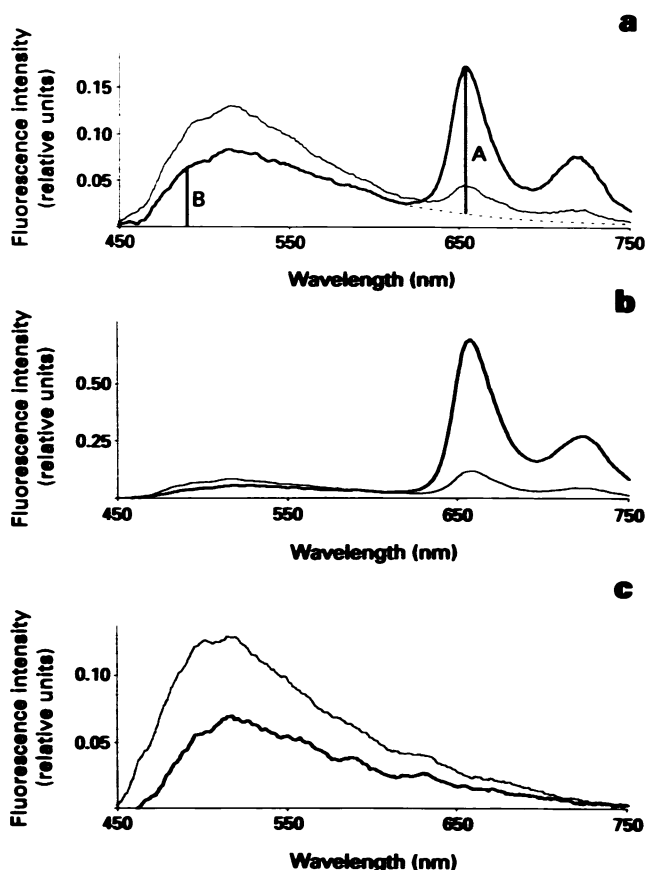 a
Fluorescence intensity
(relative units)
0.15
0.10
0.05
A
B
450
550
650
750
Wavelength (nm)
b
Fluorescence intensity
(relative units)
0.50
0.25
450
550
650
750
Wavelength (nm)
c
Fluorescence intensity
(relative units)
0.10
0.05
450
550
650
750
Wavelength (nm)